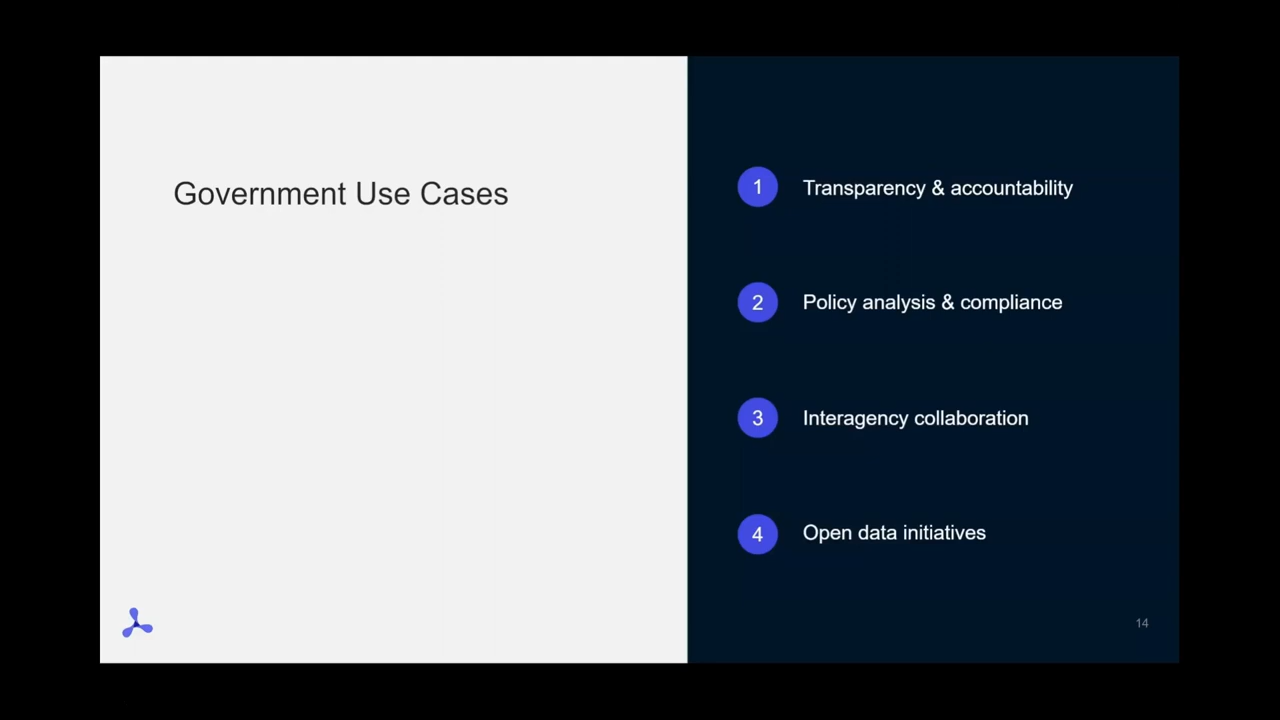 Government Use Cases
1 Transparency & accountability
2 Policy analysis & compliance
3 Interagency collaboration
4 Open data initiatives
14